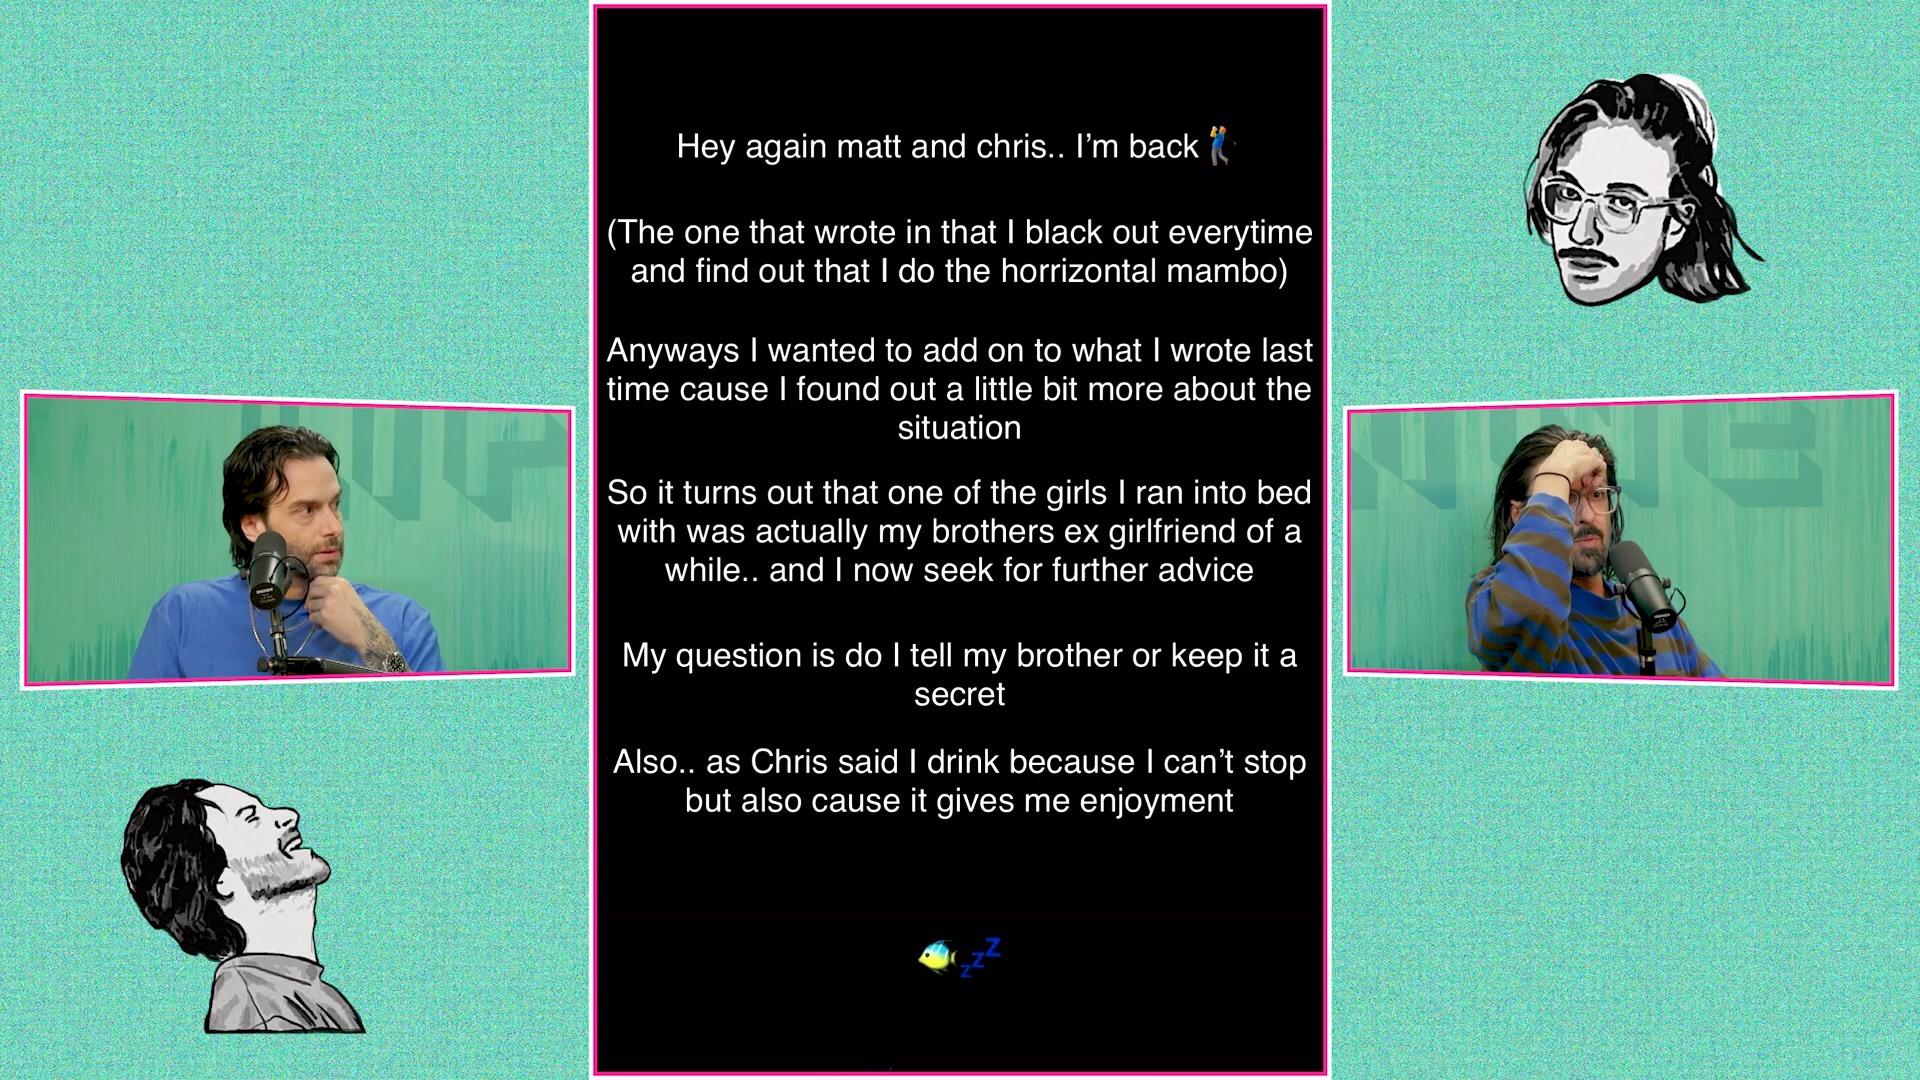 Hey again matt and chris.. I'm back
(The one that wrote in that I black out everytime
and find out that I do the horrizontal mambo)
Anyways I wanted to add on to what I wrote last
time cause I found out a little bit more about the
situation
So it turns out that one of the girls I ran into bed
with was actually my brothers ex girlfriend of a
while.. and I now seek for further advice
My question is do I tell my brother or keep it a
secret
Also.. as Chris said I drink because I can't stop
but also cause it gives me enjoyment